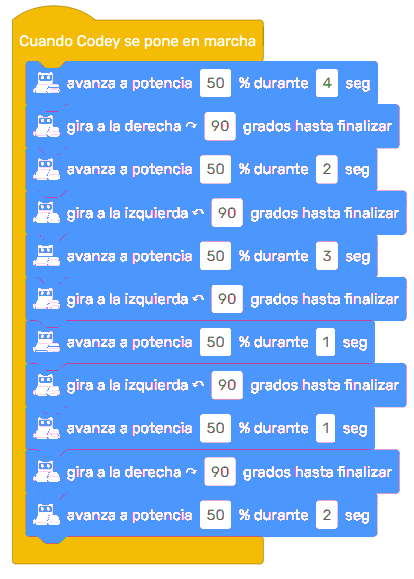 Cuando Codey se pone en marcha
avanza a potencia 50 % durante 4 seg
gira a la derecha ↷ 90 grados hasta finalizar
avanza a potencia 50 % durante 2 seg
gira a la izquierda ↶ 90 grados hasta finalizar
avanza a potencia 50 % durante 3 seg
gira a la izquierda ↶ 90 grados hasta finalizar
avanza a potencia 50 % durante 1 seg
gira a la izquierda ↶ 90 grados hasta finalizar
avanza a potencia 50 % durante 1 seg
gira a la derecha ↷ 90 grados hasta finalizar
avanza a potencia 50 % durante 2 seg